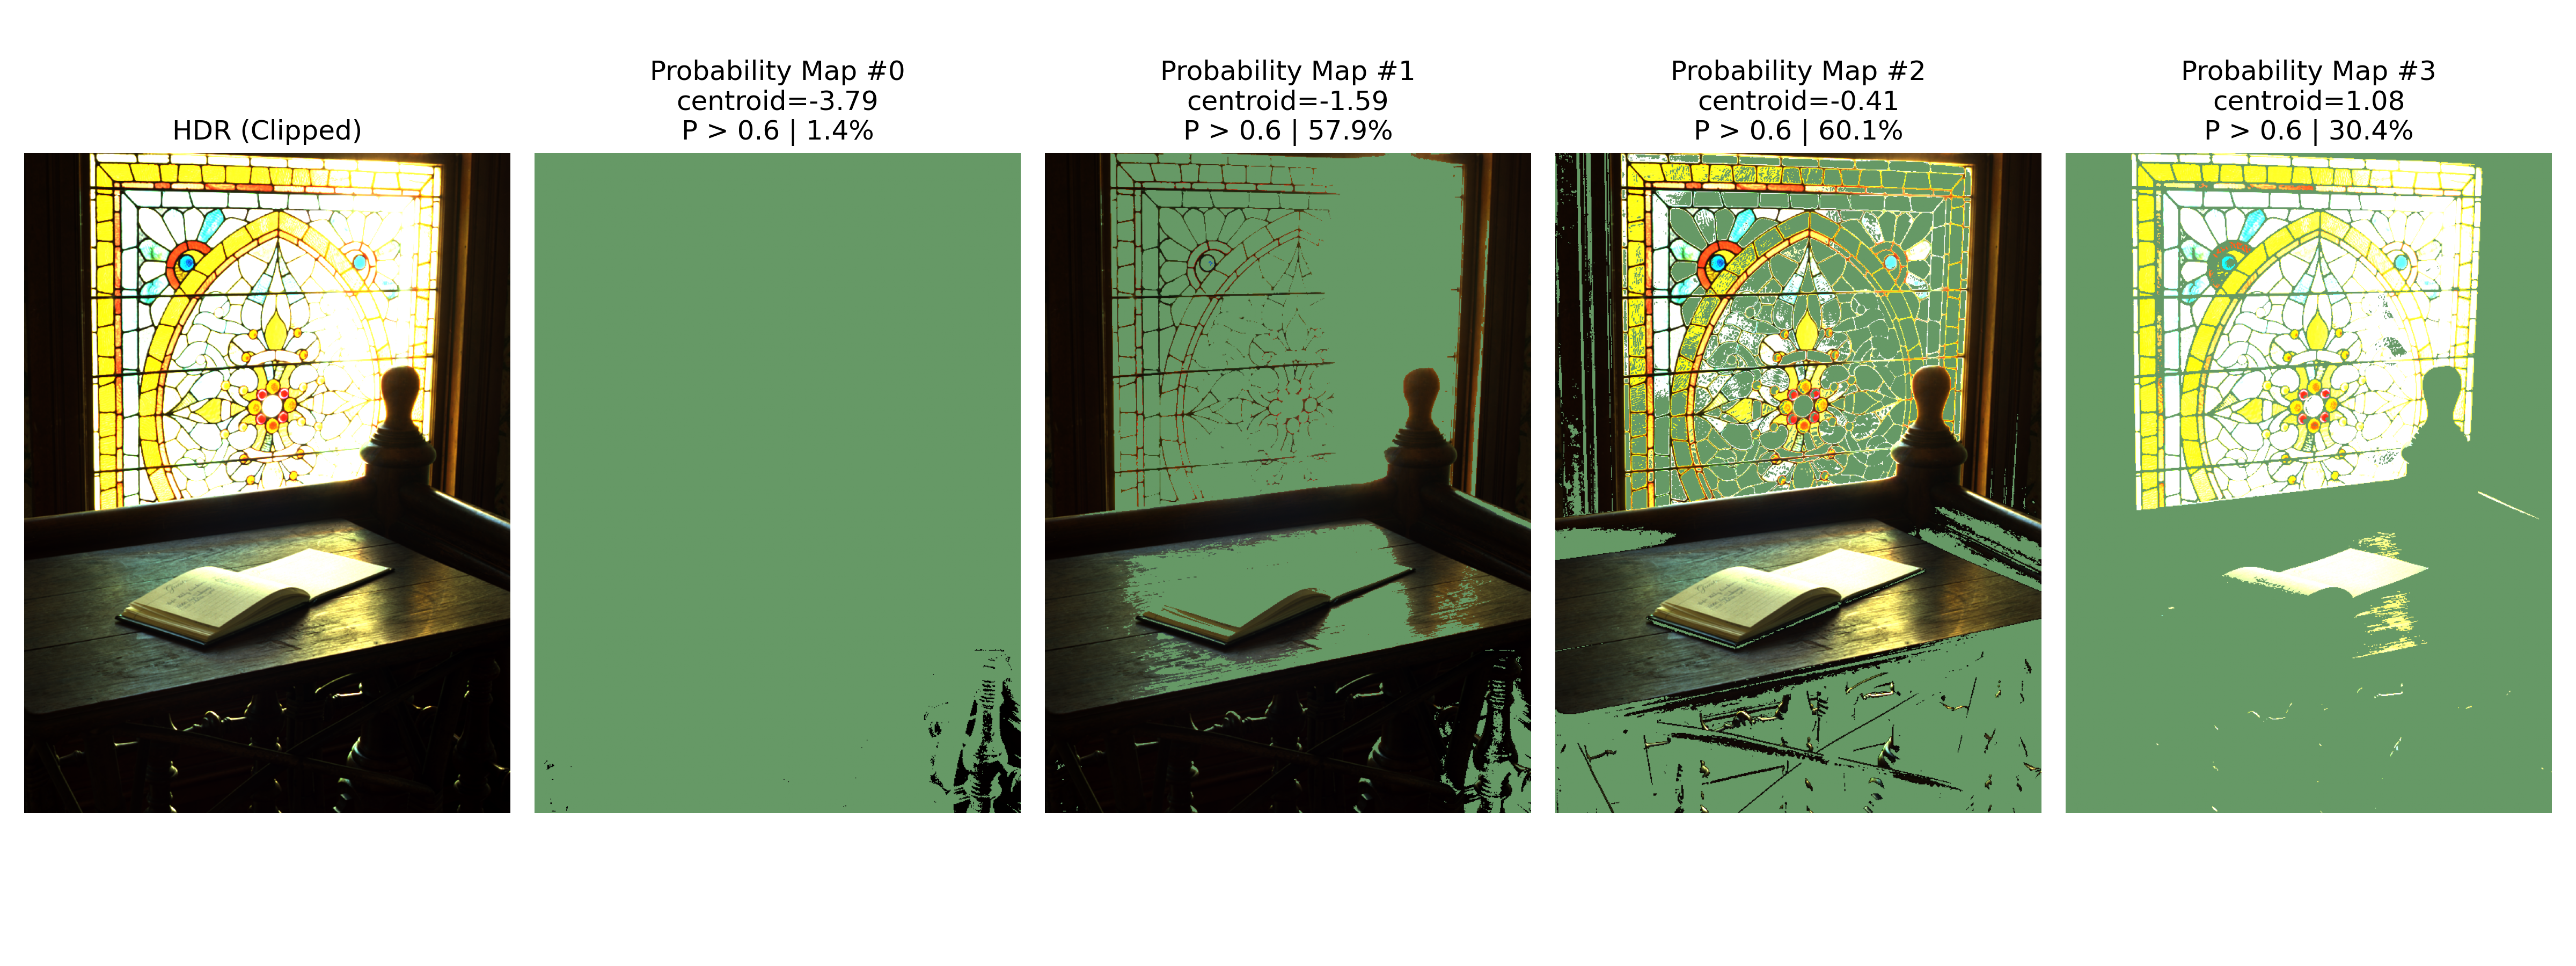 HDR (Clipped)
Probability Map #0
centroid=-3.79
P > 0.6 | 1.4%
Probability Map #1
centroid=-1.59
P > 0.6 | 57.9%
Probability Map #2
centroid=-0.41
P > 0.6 | 60.1%
Probability Map #3
centroid=1.08
P > 0.6 | 30.4%